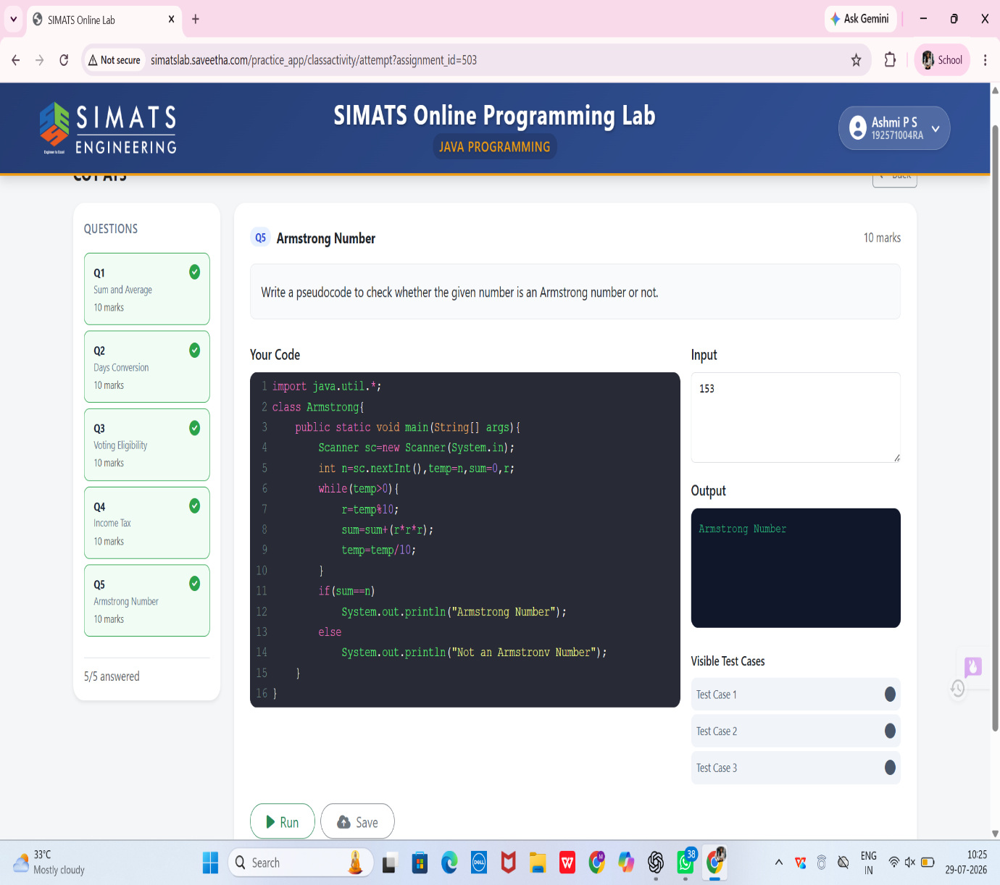 SIMATS Online Lab
Ask Gemini
Not secure
simatslab.saveetha.com/practice_app/classactivity/attempt?assignment_id=503
School
SIMATS
ENGINEERING
Engineer to Excel
SIMATS Online Programming Lab
JAVA PROGRAMMING
Ashmi P S
192571004RA
Back
QUESTIONS
Q1
Sum and Average
10 marks
Q2
Days Conversion
10 marks
Q3
Voting Eligibility
10 marks
Q4
Income Tax
10 marks
Q5
Armstrong Number
10 marks
5/5 answered
Q5 Armstrong Number
10 marks
Write a pseudocode to check whether the given number is an Armstrong number or not.
Your Code
1 import java.util.*;
2 class Armstrong{
3 public static void main(String[] args){
4 Scanner sc=new Scanner(System.in);
5 int n=sc.nextInt(),temp=n,sum=0,r;
6 while(temp>0){
7 r=temp%10;
8 sum=sum+(r*r*r);
9 temp=temp/10;
10 }
11 if(sum==n)
12 System.out.println("Armstrong Number");
13 else
14 System.out.println("Not an Armstronv Number");
15 }
16 }
Input
153
Output
Armstrong Number
Visible Test Cases
Test Case 1
Test Case 2
Test Case 3
Run
Save
33°C
Mostly cloudy
Search
DELL
38
ENG
IN
10:25
29-07-2026